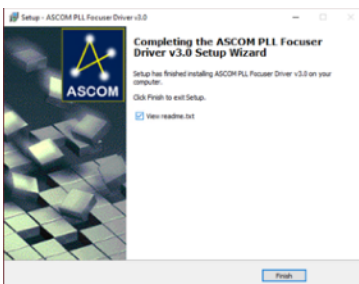 Setup - ASCOM PLL Focuser Driver v3.0
ASCOM
Completing the ASCOM PLL Focuser
Driver v3.0 Setup Wizard
Setup has finished installing ASCOM PLL Focuser Driver v3.0 on your
computer.
Click Finish to exit Setup.
View readme.txt
Finish